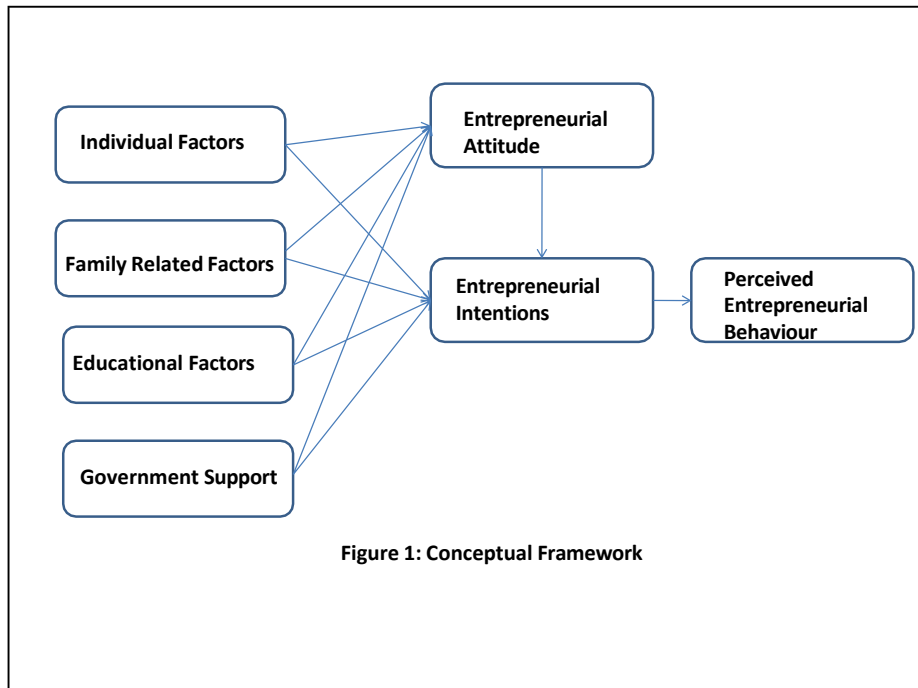 Individual Factors
Family Related Factors
Educational Factors
Government Support
Entrepreneurial
Attitude
Entrepreneurial
Intentions
Perceived
Entrepreneurial
Behaviour
Figure 1: Conceptual Framework